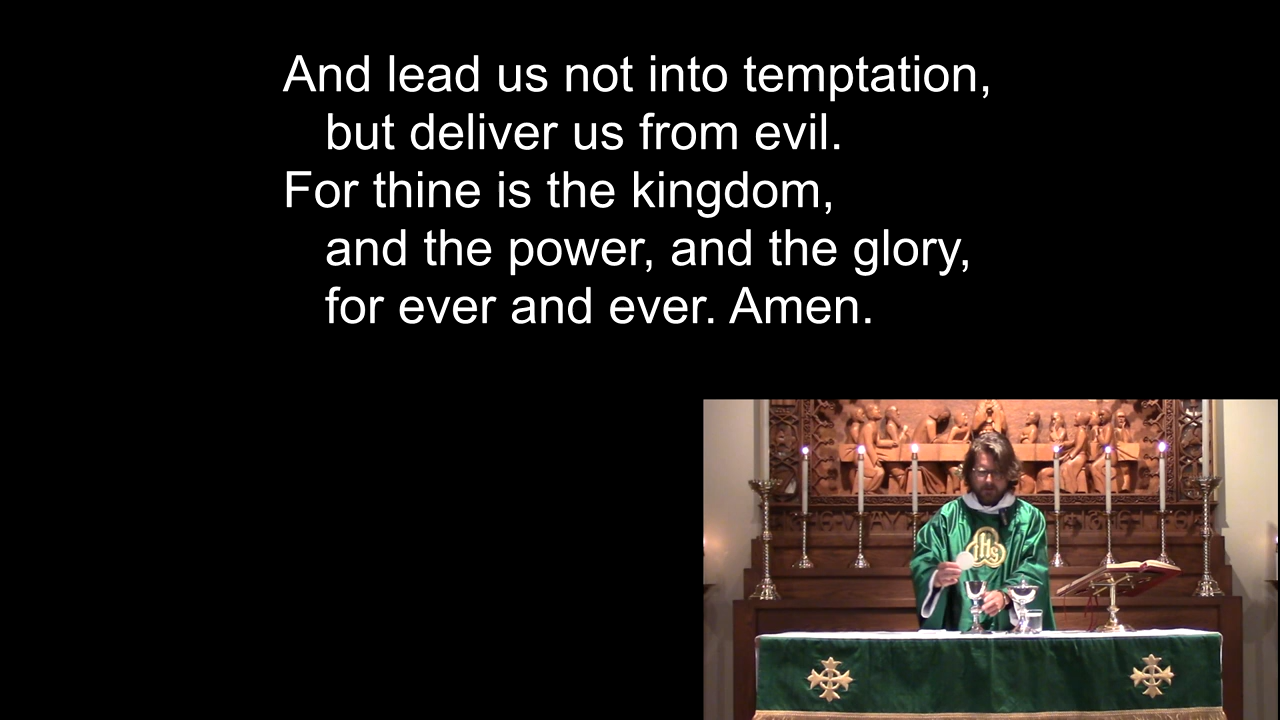 And lead us not into temptation,
but deliver us from evil.
For thine is the kingdom,
and the power, and the glory,
for ever and ever. Amen.
IHS